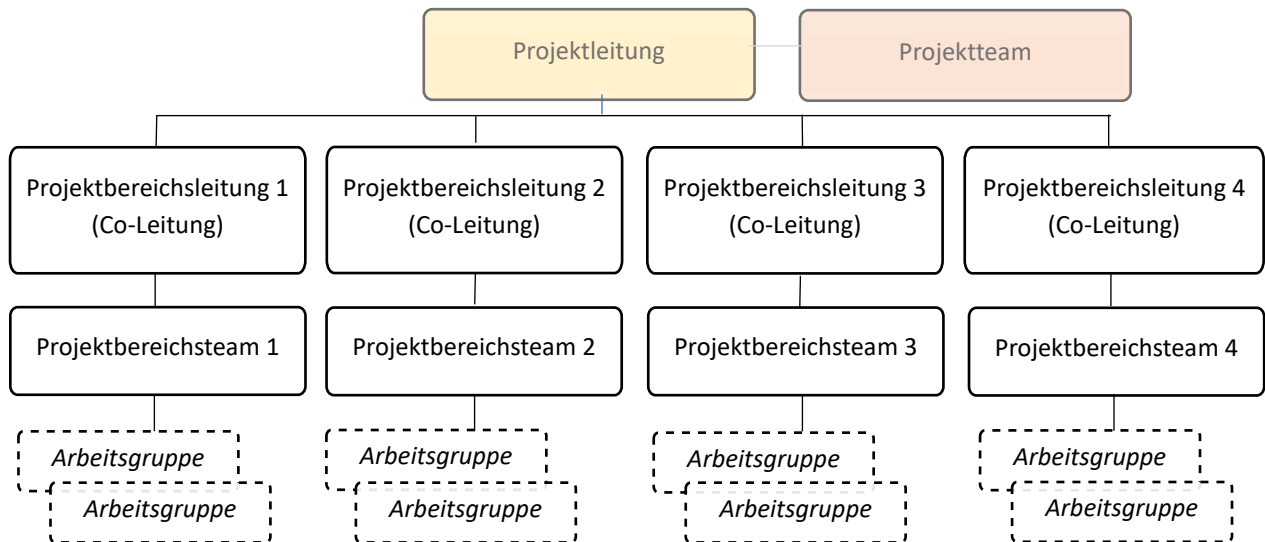 Projektleitung
Projektteam
Projektbereichsleitung 1
(Co-Leitung)
Projektbereichsleitung 2
(Co-Leitung)
Projektbereichsleitung 3
(Co-Leitung)
Projektbereichsleitung 4
(Co-Leitung)
Projektbereichsteam 1
Projektbereichsteam 2
Projektbereichsteam 3
Projektbereichsteam 4
Arbeitsgruppe
Arbeitsgruppe
Arbeitsgruppe
Arbeitsgruppe
Arbeitsgruppe
Arbeitsgruppe
Arbeitsgruppe
Arbeitsgruppe